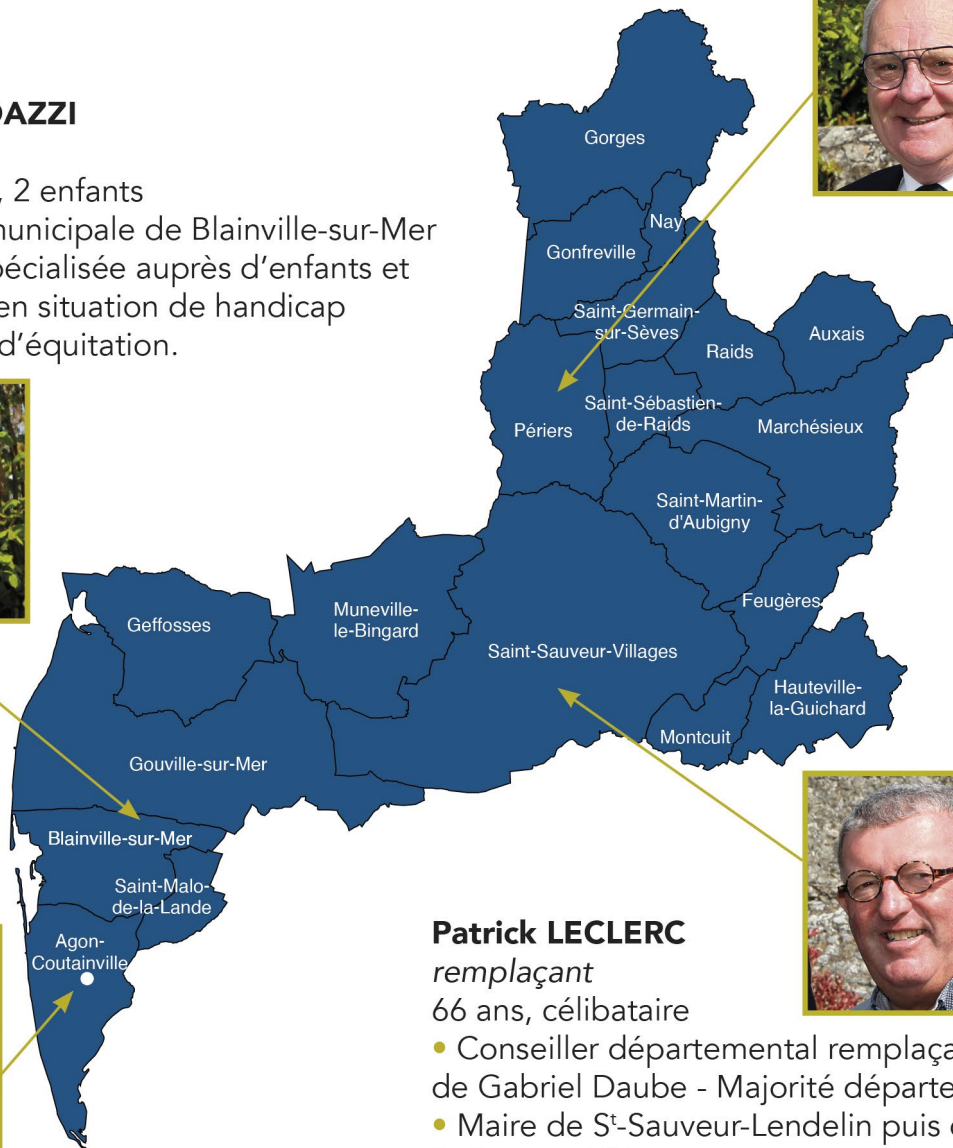 DAZZI
, 2 enfants
municipale de Blainville-sur-Mer
pécialisée auprès d'enfants et
en situation de handicap
d'équitation.
Gorges
Nay
Gonfreville
Saint-Germain-
sur-Sèves
Auxais
Raids
Saint-Sébastien-
de-Raids
Périers
Marchésieux
Saint-Martin-
d'Aubigny
Feugères
Muneville-
le-Bingard
Geffosses
Saint-Sauveur-Villages
Hauteville-
la-Guichard
Montcuit
Gouville-sur-Mer
Blainville-sur-Mer
Saint-Malo-
de-la-Lande
Agon-
Coutainville
Patrick LECLERC
remplaçant
66 ans, célibataire
• Conseiller départemental remplaça
de Gabriel Daube - Majorité départe
• Maire de Sᵗ-Sauveur-Lendelin puis